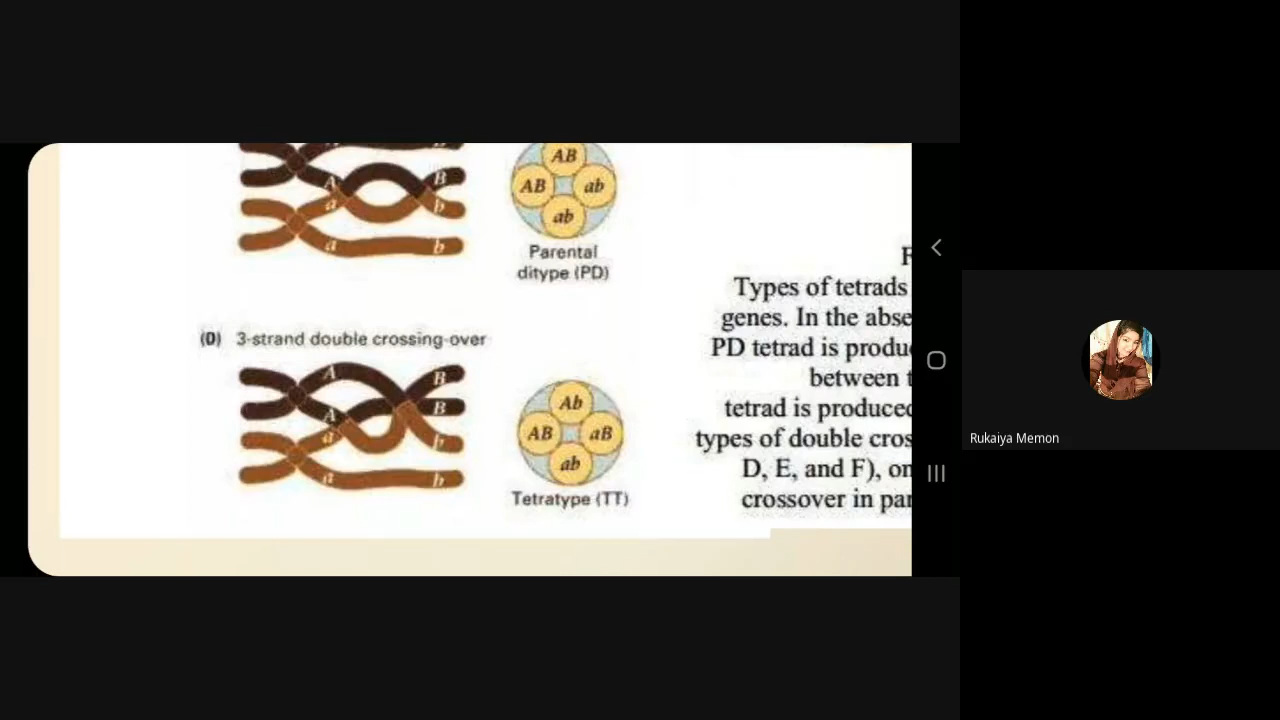 B
A B
a b
a b
AB
AB ab
ab
Parental
ditype (PD)
(D) 3-strand double crossing-over
A B
A B
a b
a b
Ab
AB aB
ab
Tetratype (TT)
Types of tetrads
genes. In the abse
PD tetrad is produ
between t
tetrad is produced
types of double cros
D, E, and F), on
crossover in par
Rukaiya Memon